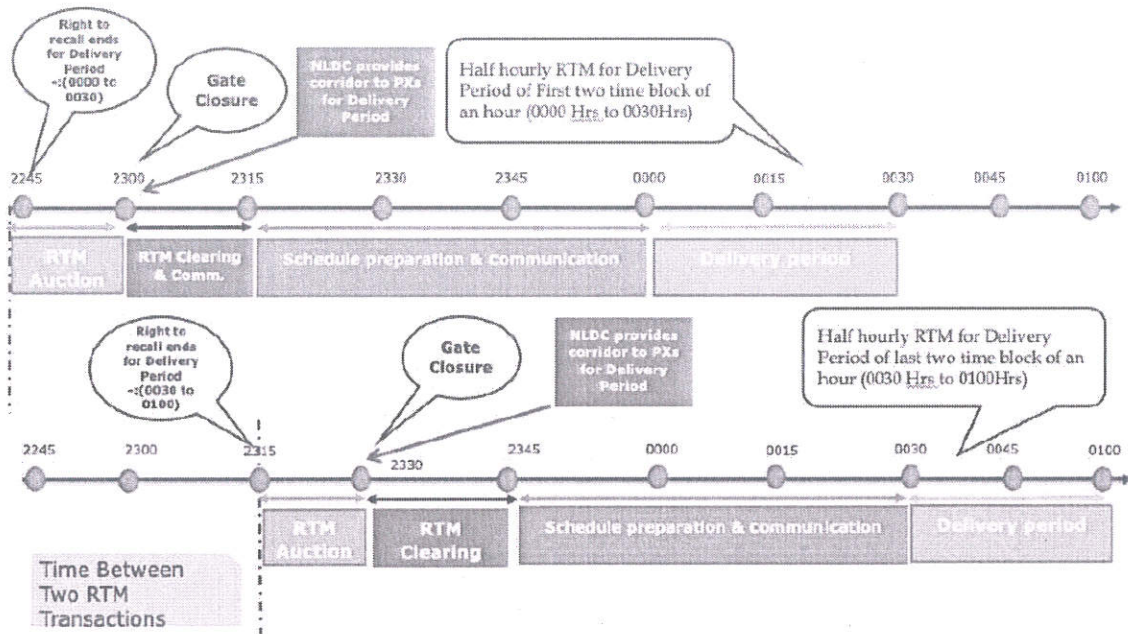 Right to
recall ends
for Delivery
Period
-:(0000 to
0030)
Gate
Closure
NLDC provides
corridor to PXs
for Delivery
Period
Half hourly RTM for Delivery
Period of First two time block of
an hour (0000 Hrs to 0030Hrs)
2245 2300 2315 2330 2345 0000 0015 0030 0045 0100
RTM
Auction
RTM Clearing
& Comm.
Schedule preparation & communication
Delivery period
Right to
recall ends
for Delivery
Period
-:(0030 to
0100)
Gate
Closure
NLDC provides
corridor to PXs
for Delivery
Period
Half hourly RTM for Delivery
Period of last two time block of an
hour (0030 Hrs to 0100Hrs)
2245 2300 2315 2330 2345 0000 0015 0030 0045 0100
RTM
Auction
RTM
Clearing
Schedule preparation & communication
Delivery period
Time Between
Two RTM
Transactions